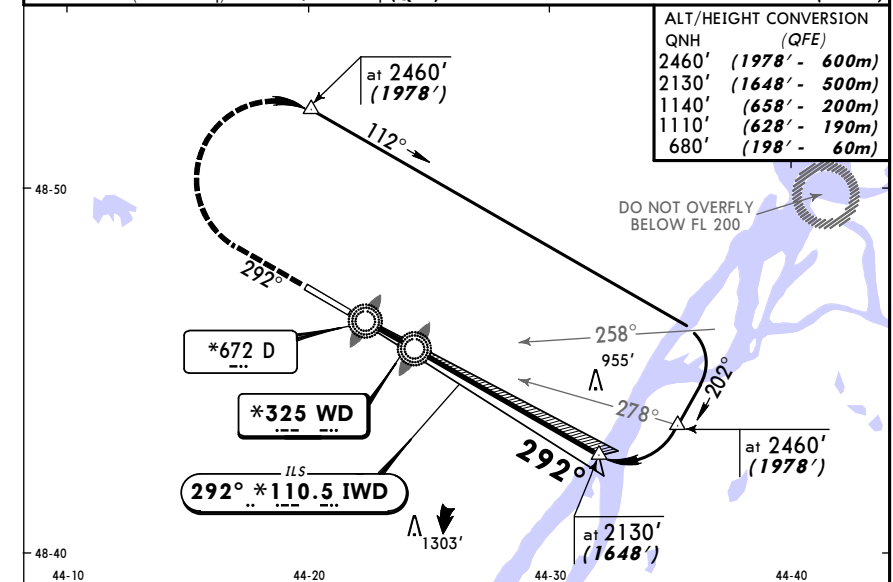 ALT/HEIGHT CONVERSION
QNH (QFE)
2460' (1978' - 600m)
2130' (1648' - 500m)
1140' (658' - 200m)
1110' (628' - 190m)
680' (198' - 60m)
at 2460'
(1978')
112°
48-50
DO NOT OVERFLY
BELOW FL 200
292°
258°
*672 D
955'
202°
278°
*325 WD
292°
at 2460'
(1978')
ILS
292° *110.5 IWD
1303'
at 2130'
(1648')
48-40
44-10 44-20 44-30 44-40